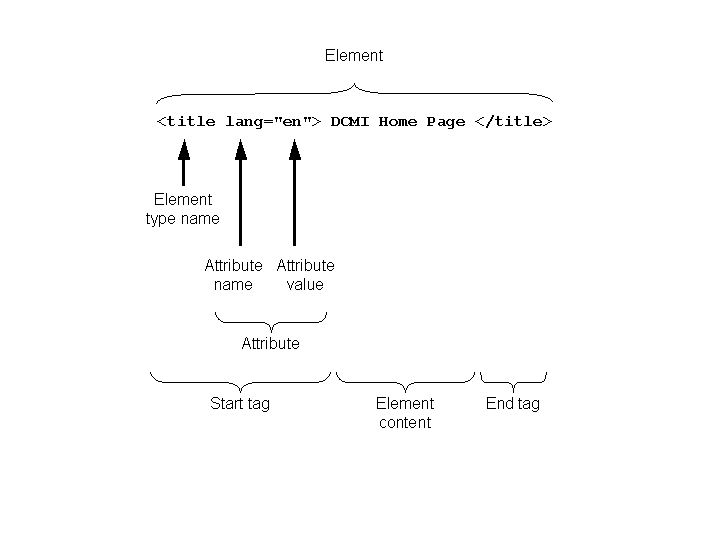 Element
<title lang="en"> DCMI Home Page </title>
Element
type name
Attribute
name
Attribute
value
Attribute
Start tag
Element
content
End tag